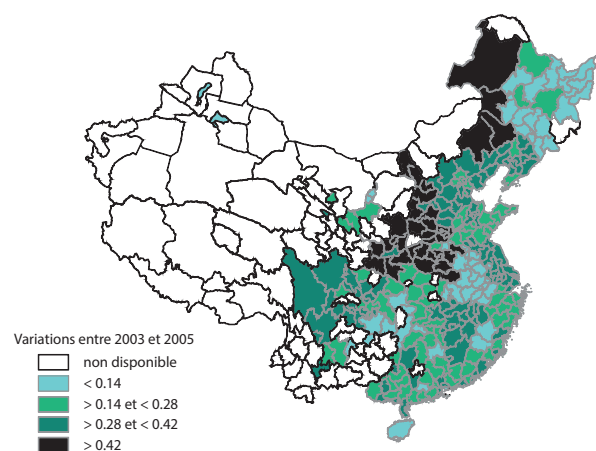 Variations entre 2003 et 2005
non disponible
< 0.14
> 0.14 et < 0.28
> 0.28 et < 0.42
> 0.42